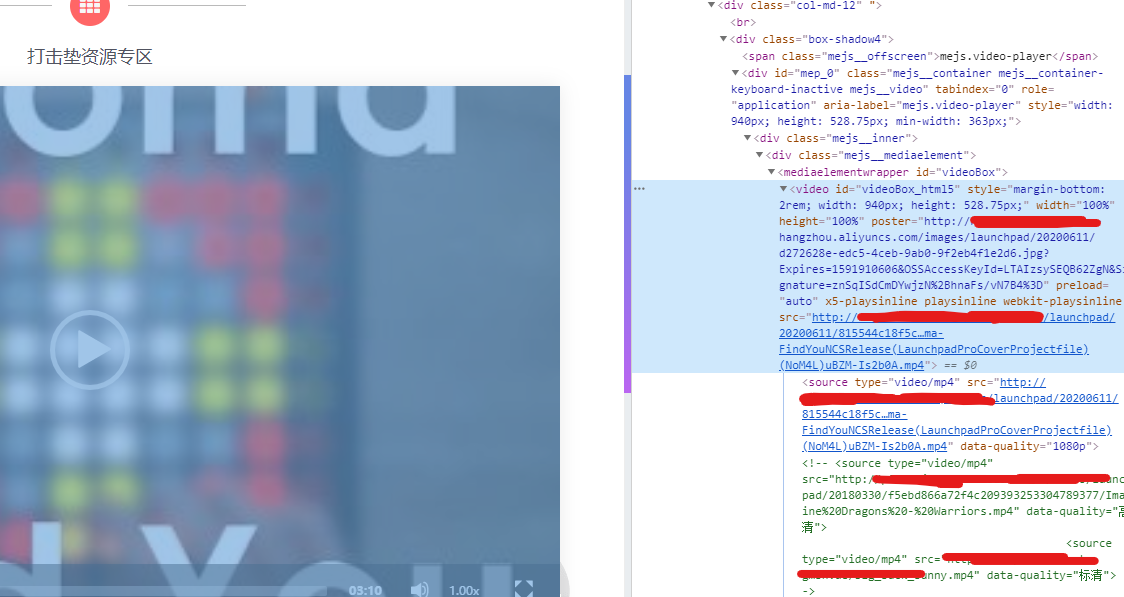 打击垫资源专区
ond
d You
03:10
1.00x
<div class="col-md-12" ">
<br>
<div class="box-shadow4">
<span class="mejs__offscreen">mejs.video-player</span>
<div id="mep_0" class="mejs__container mejs__container-
keyboard-inactive mejs__video" tabindex="0" role=
"application" aria-label="mejs.video-player" style="width:
940px; height: 528.75px; min-width: 363px;">
<div class="mejs__inner">
<div class="mejs__mediaelement">
<mediaelementwrapper id="videoBox">
<video id="videoBox_html5" style="margin-bottom:
2rem; width: 940px; height: 528.75px;" width="100%"
height="100%" poster="http://
hangzhou.aliyuncs.com/images/launchpad/20200611/
d272628e-edc5-4ceb-9ab0-9f2eb4f1e2d6.jpg?
Expires=1591910606&OSSAccessKeyId=LTAIzsySEQB62ZgN&Si
gnature=znSqISdCmDYwjzN%2BhnaFs/vN7B4%3D" preload=
"auto" x5-playsinline playsinline webkit-playsinline
src="http:// /launchpad/
20200611/815544c18f5c…ma-
FindYouNCSRelease(LaunchpadProCoverProjectfile)
(NoM4L)uBZM-Is2b0A.mp4"> == $0
<source type="video/mp4" src="http://
/launchpad/20200611/
815544c18f5c…ma-
FindYouNCSRelease(LaunchpadProCoverProjectfile)
(NoM4L)uBZM-Is2b0A.mp4" data-quality="1080p">
<!-- <source type="video/mp4"
src="http:/
pad/20180330/f5ebd866a72f4c209393253304789377/Ima
ine%20Dragons%20-%20Warriors.mp4" data-quality="高
清">
<source
type="video/mp4" src=
unny.mp4" data-quality="标清">
->